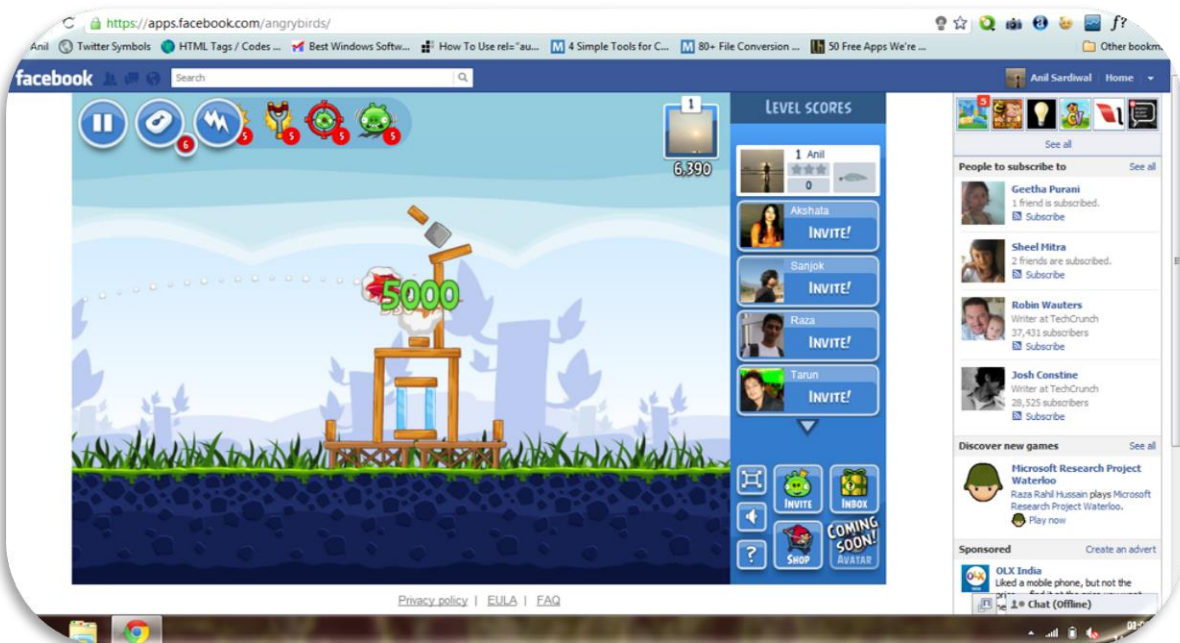 https://apps.facebook.com/angrybirds/
f?
Anil
Twitter Symbols
HTML Tags / Codes ...
Best Windows Softw...
How To Use rel="au...
4 Simple Tools for C...
80+ File Conversion ...
50 Free Apps We're ...
Other bookm
facebook
Search
Anil Sardiwal
Home
6
5
5
5
5
1
6,390
5000
LEVEL SCORES
1 Anil
0
Akshata
INVITE!
Sanjok
INVITE!
Raza
INVITE!
Tarun
INVITE!
INVITE
INBOX
SHOP
COMING SOON!
AVATAR
?
5
See all
People to subscribe to
See all
Geetha Purani
1 friend is subscribed.
Subscribe
Sheel Mitra
2 friends are subscribed.
Subscribe
Robin Wauters
Writer at TechCrunch
37,431 subscribers
Subscribe
Josh Constine
Writer at TechCrunch
28,525 subscribers
Subscribe
Discover new games
See all
Microsoft Research Project
Waterloo
Raza Rahil Hussain plays Microsoft
Research Project Waterloo.
Play now
Sponsored
Create an advert
OLX
OLX India
Liked a mobile phone, but not the
Chat (Offline)
Privacy policy | EULA | FAQ